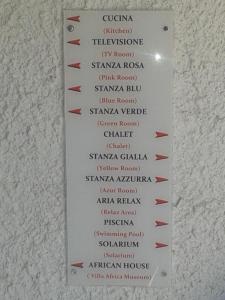 CUCINA
(Kitchen)
TELEVISIONE
(TV Room)
STANZA ROSA
(Pink Room)
STANZA BLU
(Blue Room)
STANZA VERDE
(Green Room)
CHALET
(Chalet)
STANZA GIALLA
(Yellow Room)
STANZA AZZURRA
(Azur Room)
ARIA RELAX
(Relax Area)
PISCINA
(Swimming Pool)
SOLARIUM
(Solarium)
AFRICAN HOUSE
( Villa Africa Museum)